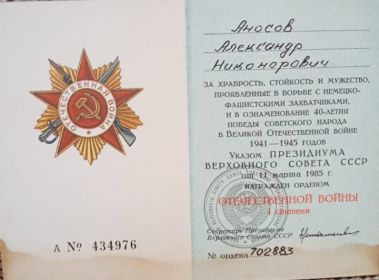 ОТЕЧЕСТВЕННАЯ ВОЙНА
А № 434976
Аносов
Александр
Никонорович
ЗА ХРАБРОСТЬ, СТОЙКОСТЬ И МУЖЕСТВО,
ПРОЯВЛЕННЫЕ В БОРЬБЕ С НЕМЕЦКО-
ФАШИСТСКИМИ ЗАХВАТЧИКАМИ,
И В ОЗНАМЕНОВАНИЕ 40-ЛЕТИЯ
ПОБЕДЫ СОВЕТСКОГО НАРОДА
В ВЕЛИКОЙ ОТЕЧЕСТВЕННОЙ ВОЙНЕ
1941—1945 ГОДОВ
Указом ПРЕЗИДИУМА
ВЕРХОВНОГО СОВЕТА СССР
от 11 марта 1985 г.
НАГРАЖДЕН ОРДЕНОМ
ОТЕЧЕСТВЕННОЙ ВОЙНЫ
I степени
Секретарь Президиума
Верховного Совета СССР
№ ордена 702883